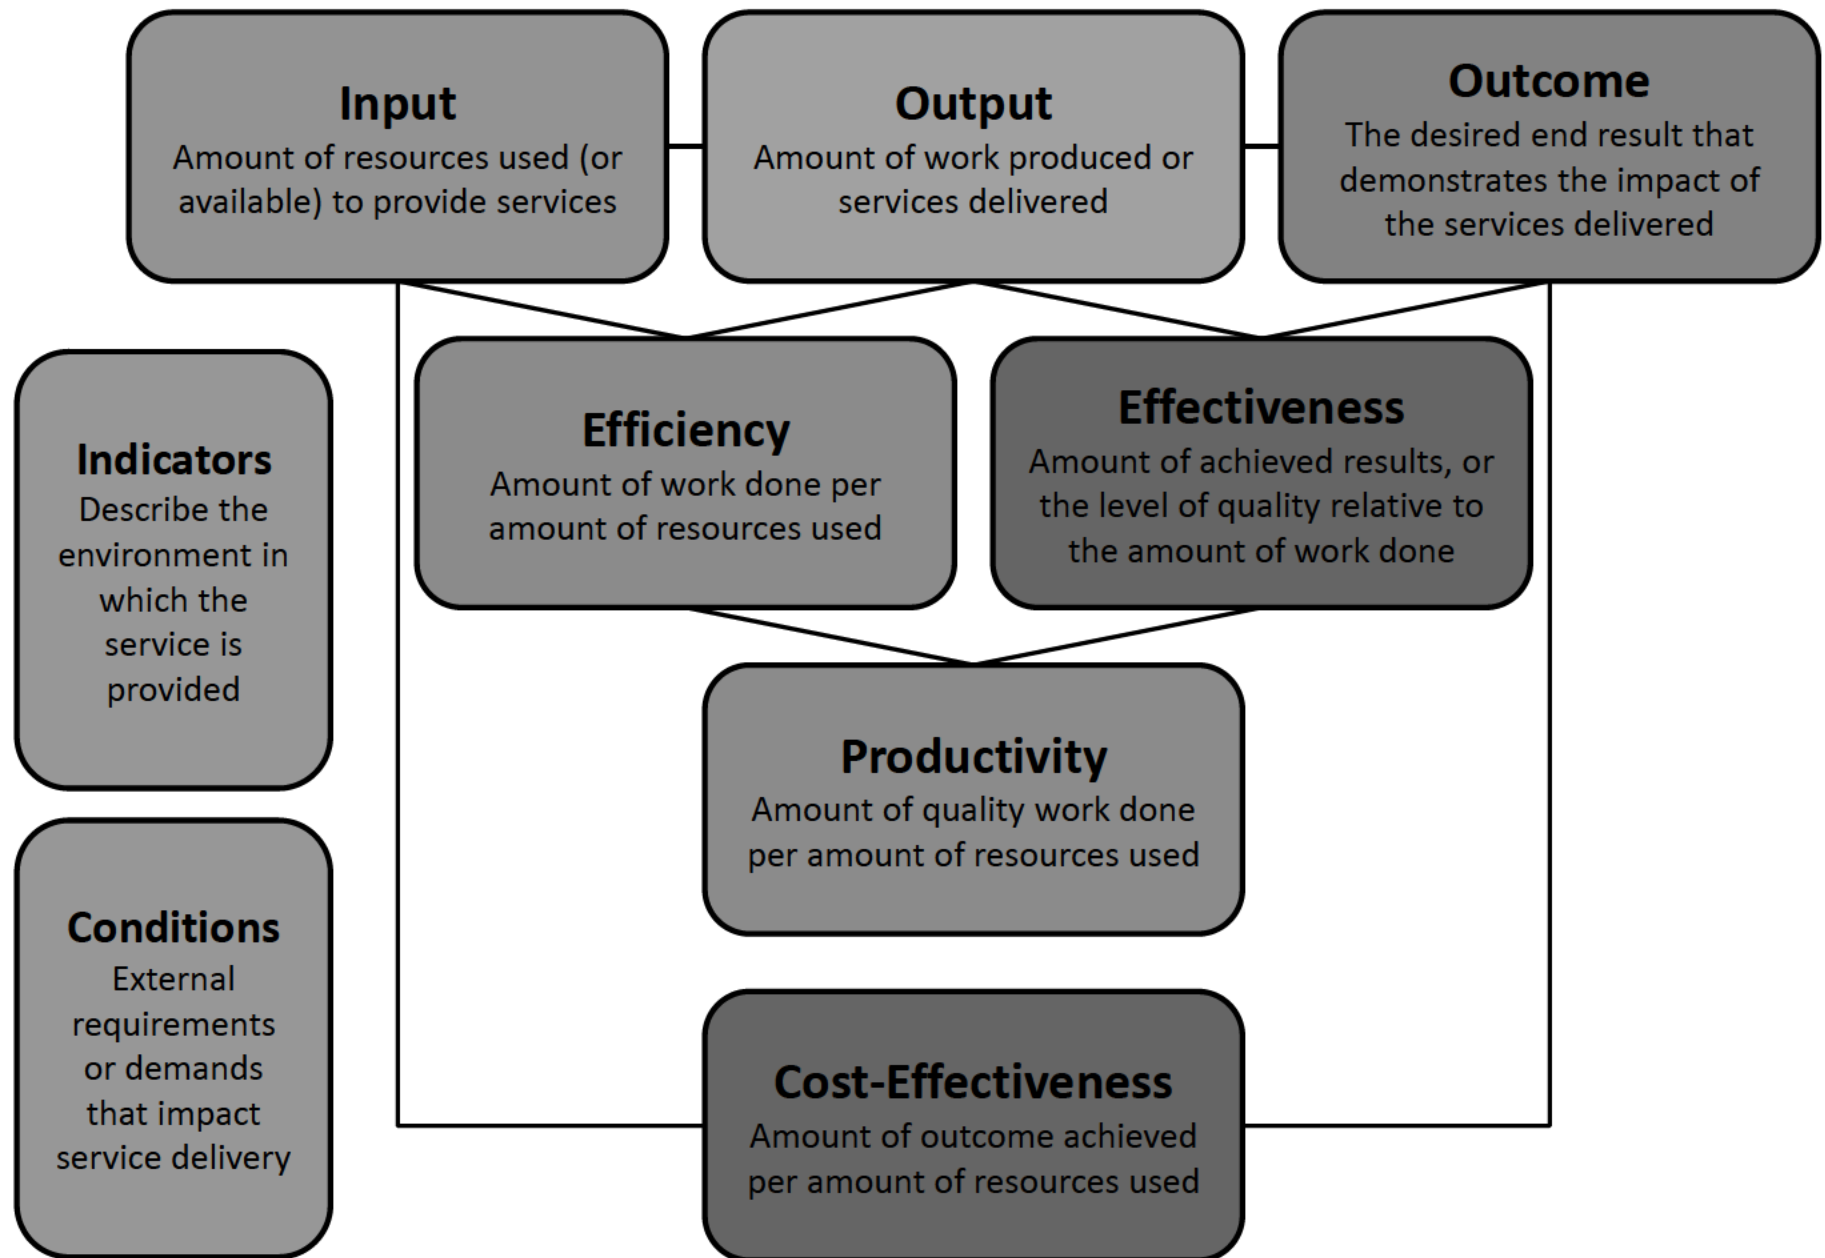 Input
Amount of resources used (or
available) to provide services
Output
Amount of work produced or
services delivered
Outcome
The desired end result that
demonstrates the impact of
the services delivered
Indicators
Describe the
environment in
which the
service is
provided
Efficiency
Amount of work done per
amount of resources used
Effectiveness
Amount of achieved results, or
the level of quality relative to
the amount of work done
Productivity
Amount of quality work done
per amount of resources used
Conditions
External
requirements
or demands
that impact
service delivery
Cost-Effectiveness
Amount of outcome achieved
per amount of resources used